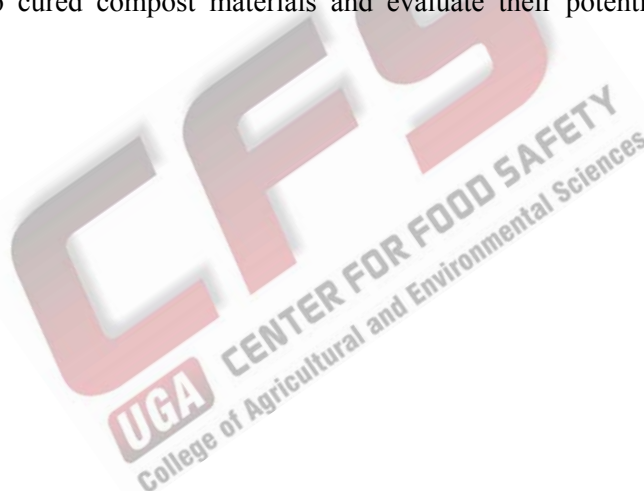 cured compost materials and evaluate their
CFS
CENTER FOR FOOD SAFETY
UGA
College of Agricultural and Environmental Sciences